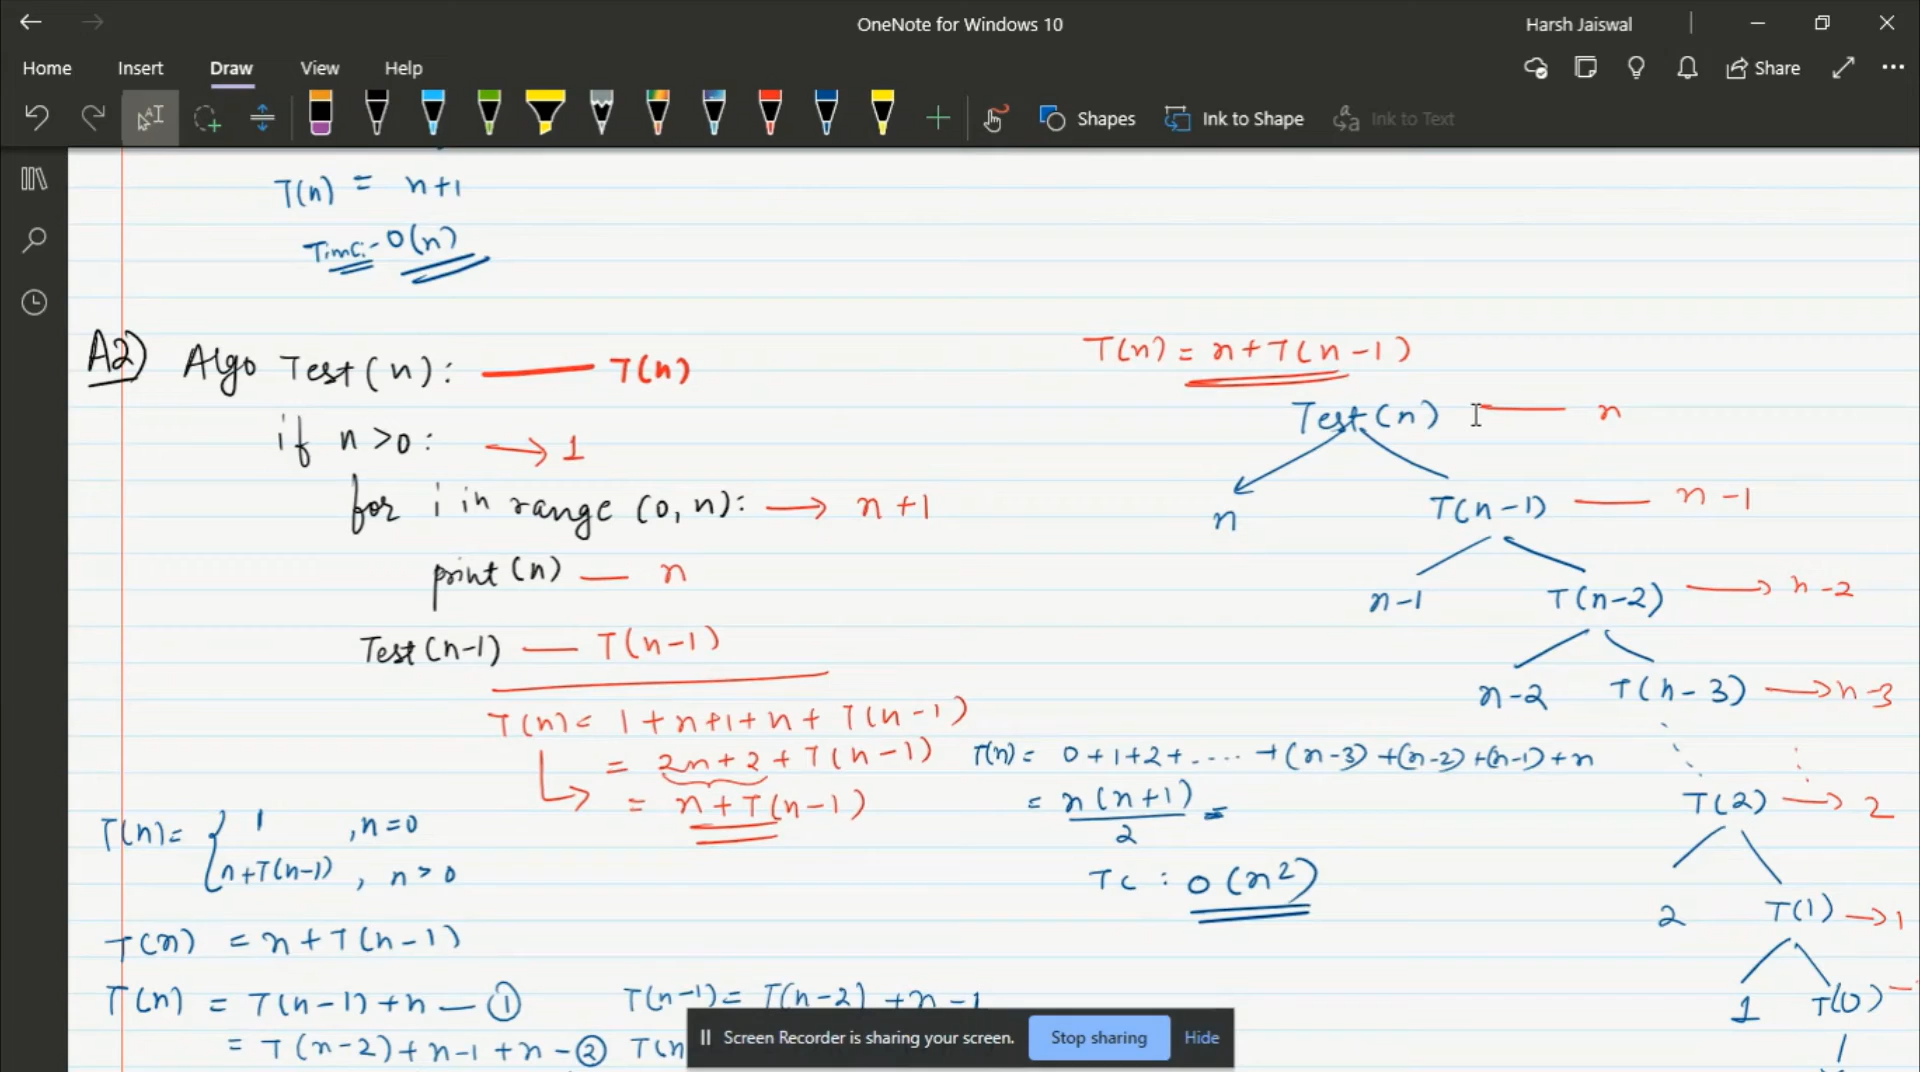 OneNote for Windows 10
Harsh Jaiswal
Home Insert Draw View Help
Share
Shapes Ink to Shape Ink to Text
T(n) = n+1
Time:- O(n)
A2) Algo Test(n): T(n)
if n>0: → 1
for i in range (0,n): → n+1
print(n) — n
Test(n-1) — T(n-1)
T(n) = 1+n+1+n+T(n-1)
= 2n+2+T(n-1)
= n+T(n-1)
T(n) = { 1 , n=0
n+T(n-1) , n>0
T(n) = n+T(n-1)
T(n) = T(n-1)+n — ①
= T(n-2)+n-1+n — ②
T(n-1) = T(n-2) +n-1
T(n
T(n) = n+T(n-1)
Test(n) — n
n T(n-1) — n-1
n-1 T(n-2) → n-2
n-2 T(n-3) → n-3
T(n) = 0+1+2+....+(n-3)+(n-2)+(n-1)+n
= n(n+1)
2
TC : O(n²)
T(2) → 2
2 T(1) → 1
1 T(0) –
Screen Recorder is sharing your screen. Stop sharing Hide